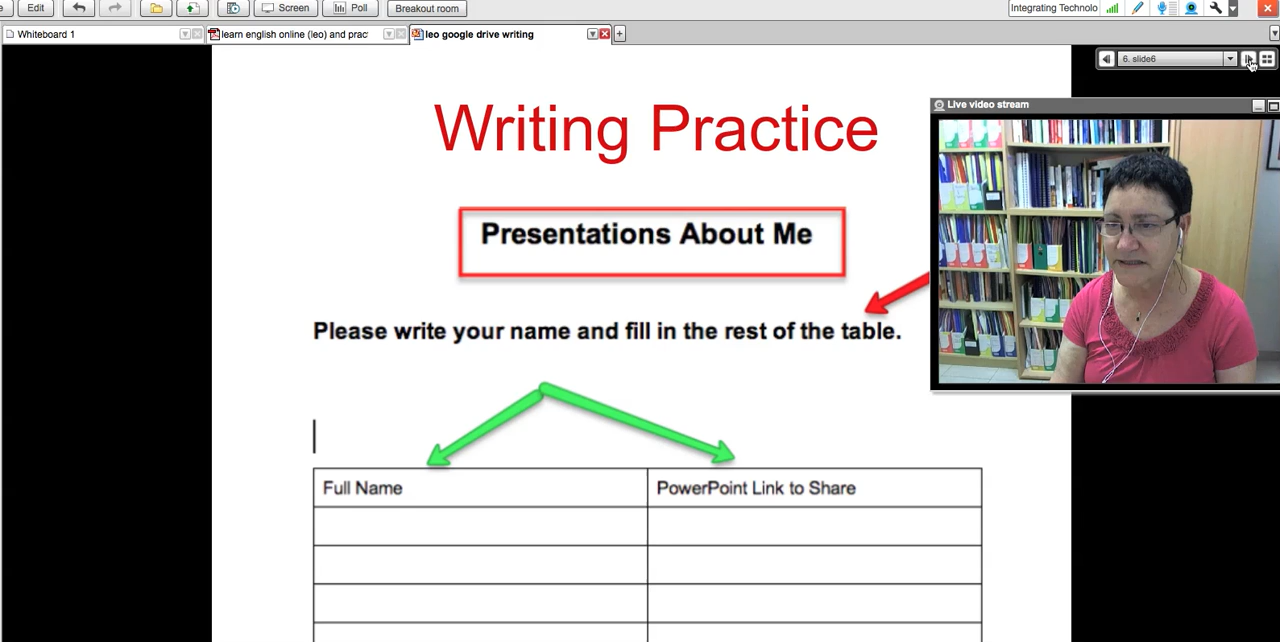 Edit
Screen
Poll
Breakout room
Integrating Technolo
Whiteboard 1
learn english online (leo) and prac
leo google drive writing
6. slide6
Writing Practice
Live video stream
Presentations About Me
Please write your name and fill in the rest of the table.
Full Name
PowerPoint Link to Share